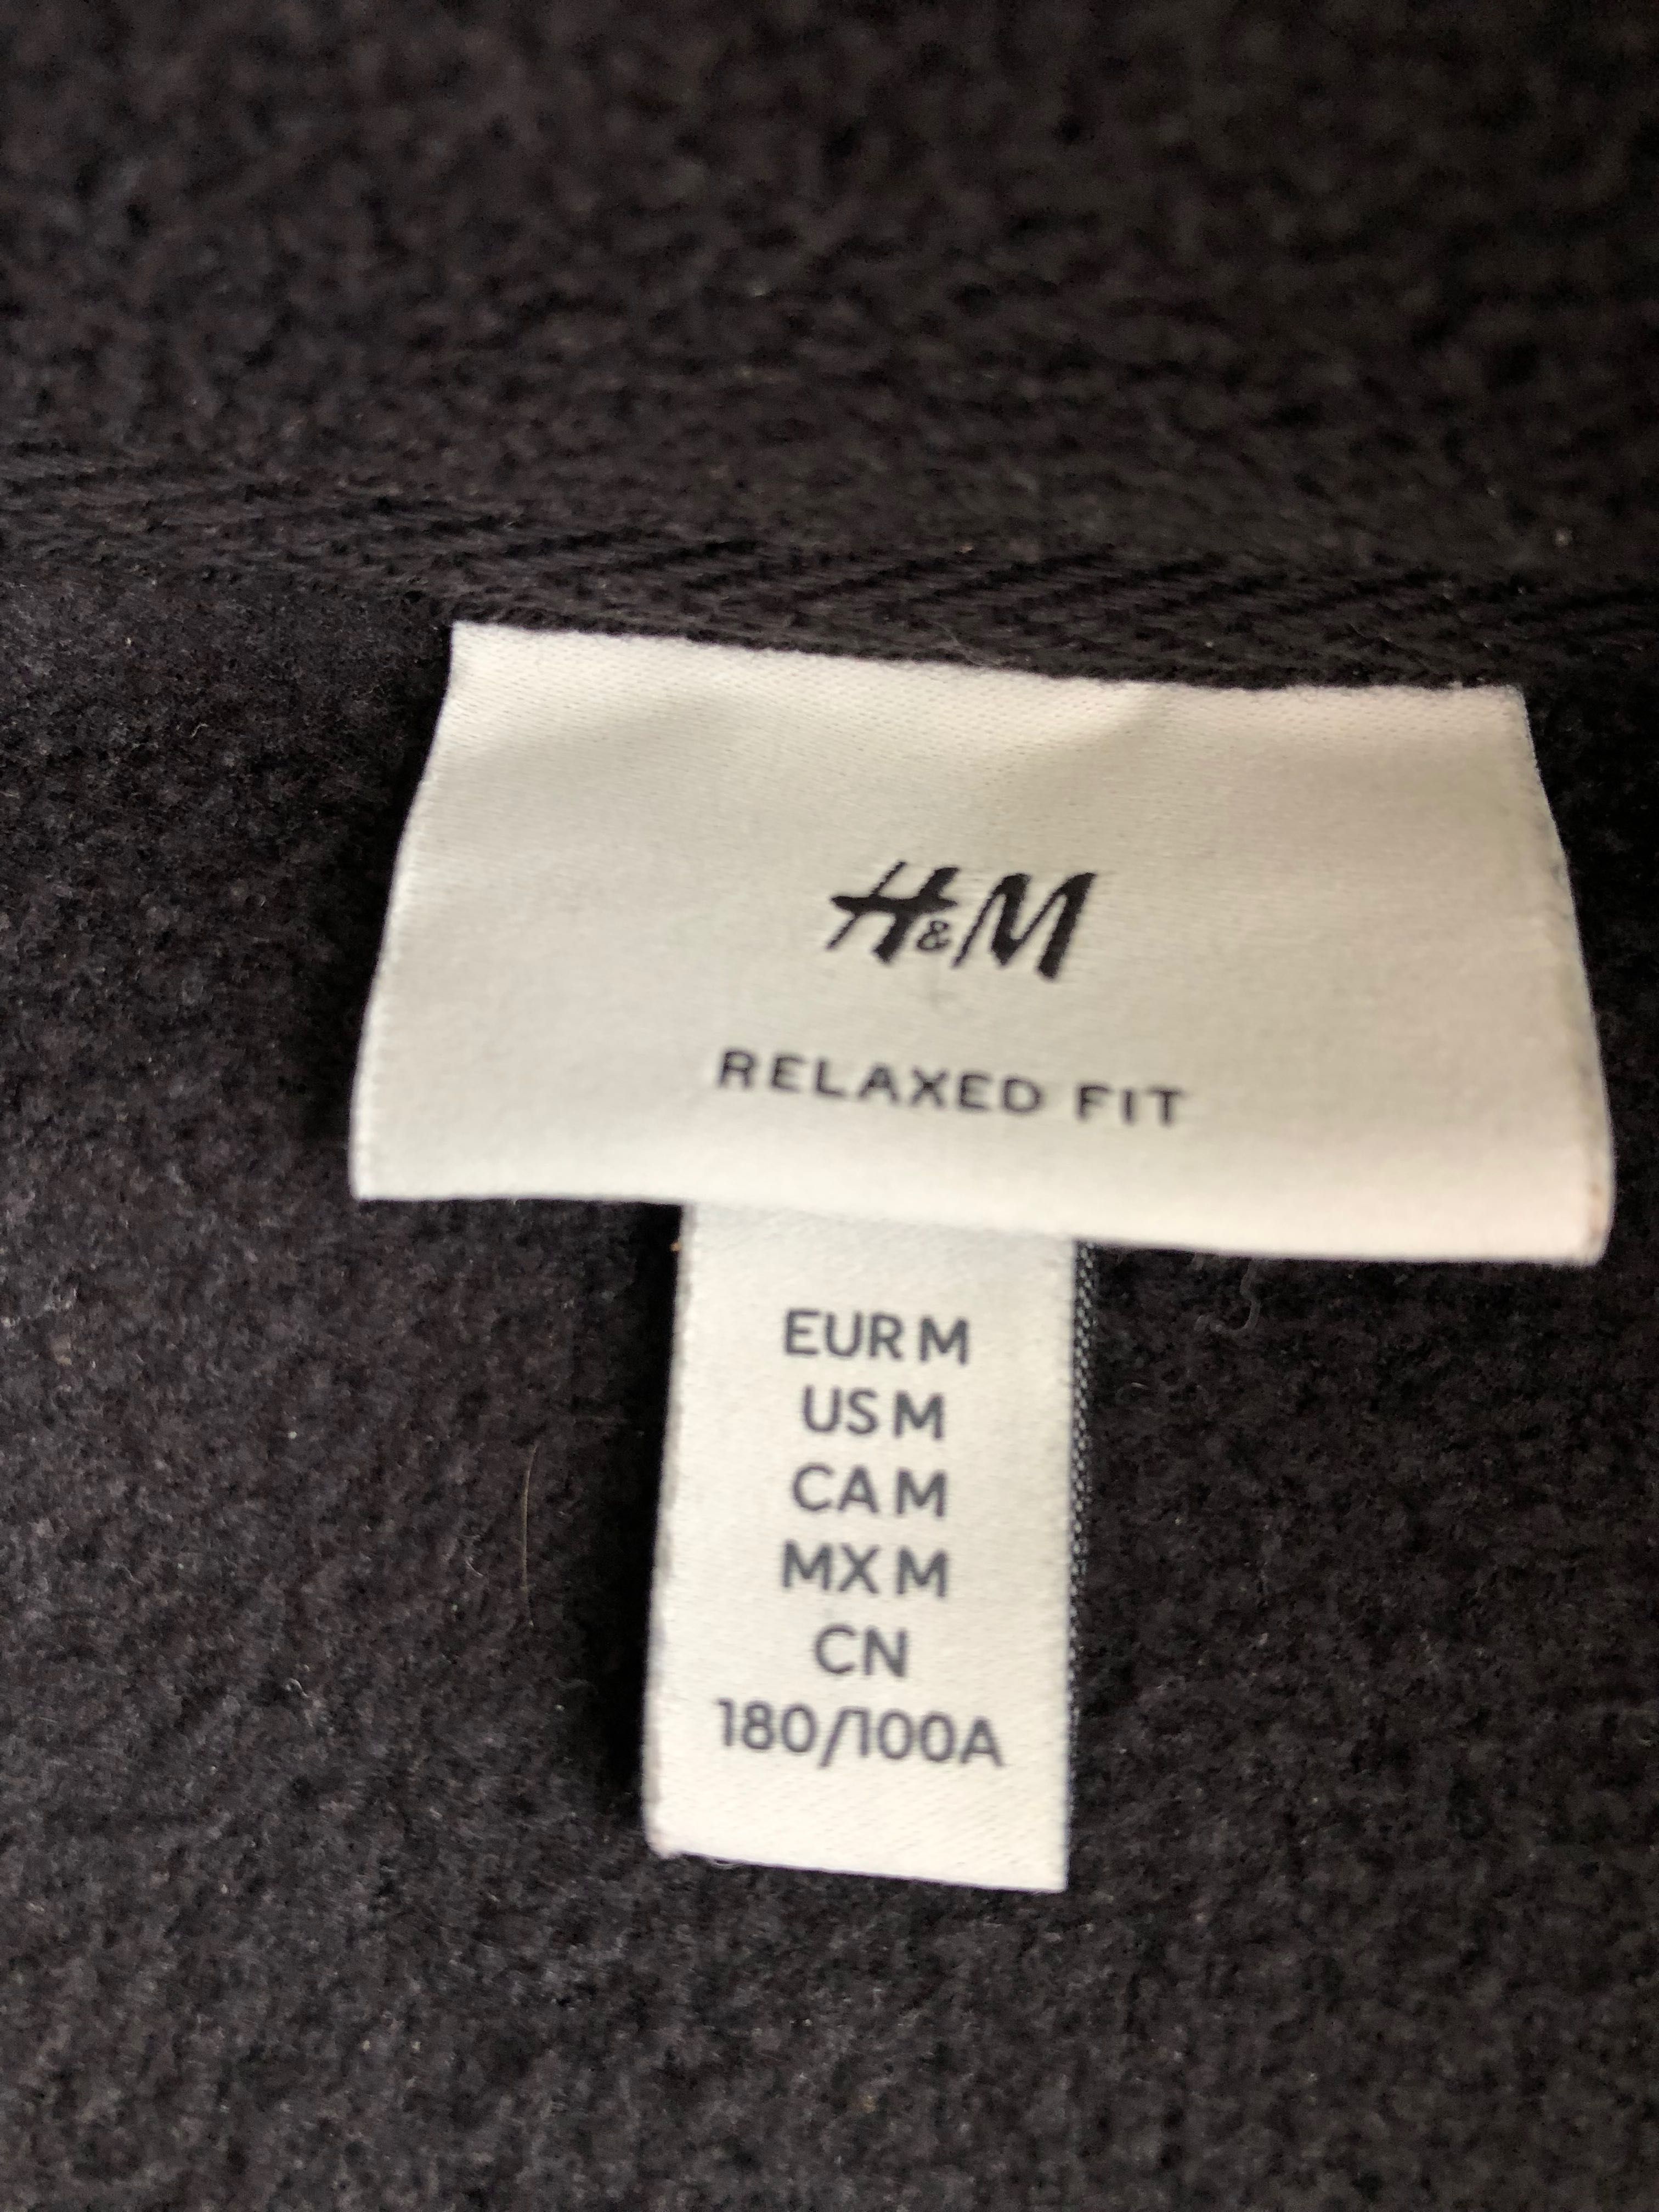 H&M
RELAXED FIT
EUR M
US M
CA M
MX M
CN
180/100A